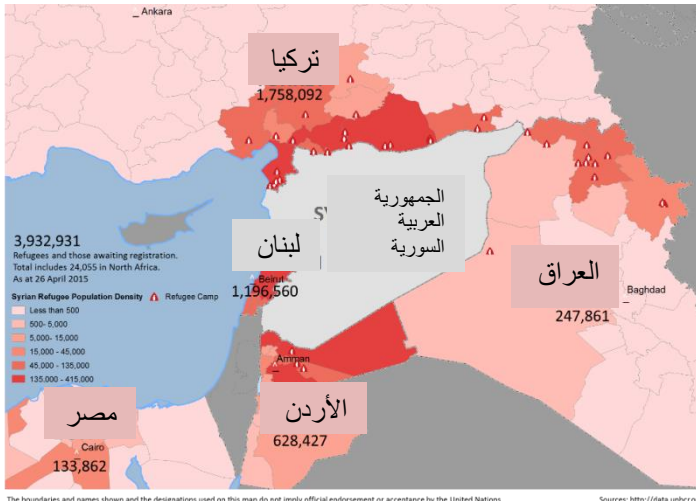 Ankara
تركيا
1,758,092
الجمهورية
العربية
السورية
لبنان
Beirut
1,196,560
3,932,931
Refugees and those awaiting registration.
Total includes 24,055 in North Africa.
As at 26 April 2015
Syrian Refugee Population Density Refugee Camp
Less than 500
500- 5,000
5,000- 15,000
15,000 - 45,000
45,000 - 135,000
135,000 - 415,000
العراق
Baghdad
247,861
Amman
الأردن
628,427
مصر
Cairo
133,862
The boundaries and names shown and the designations used on this map do not imply official endorsement or acceptance by the United Nations.